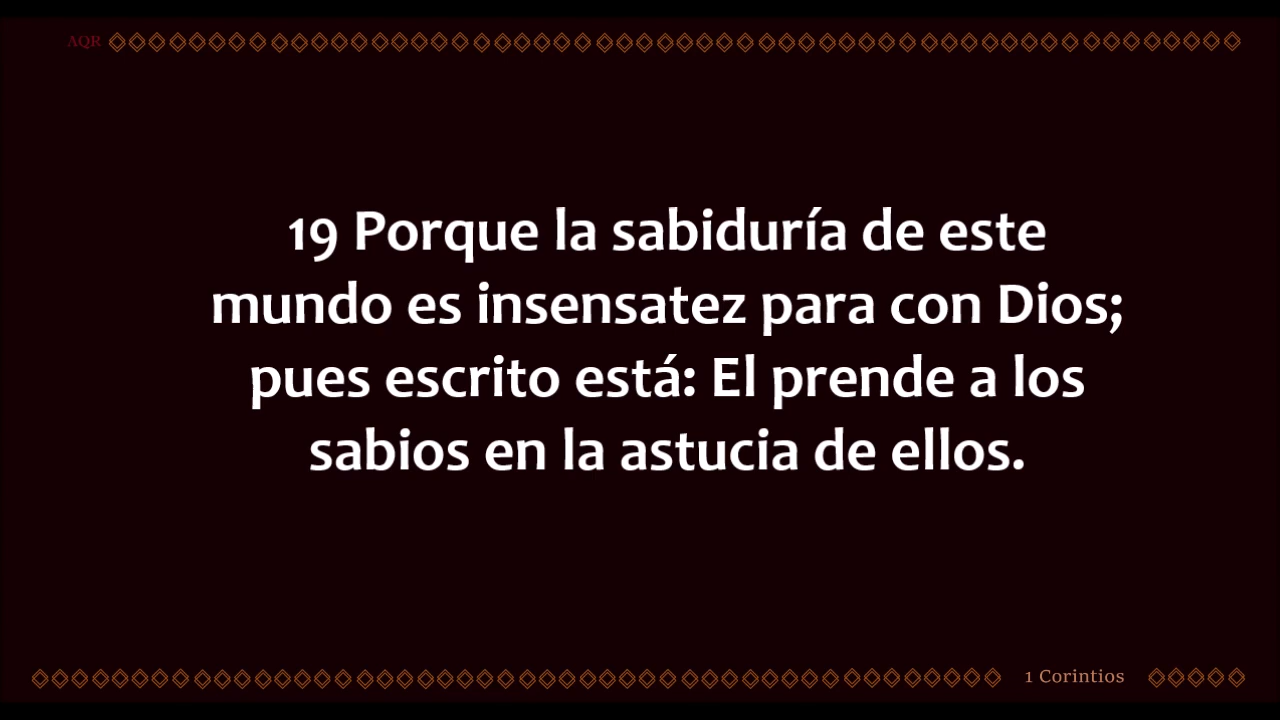 AQR
19 Porque la sabiduría de este
mundo es insensatez para con Dios;
pues escrito está: El prende a los
sabios en la astucia de ellos.
1 Corintios